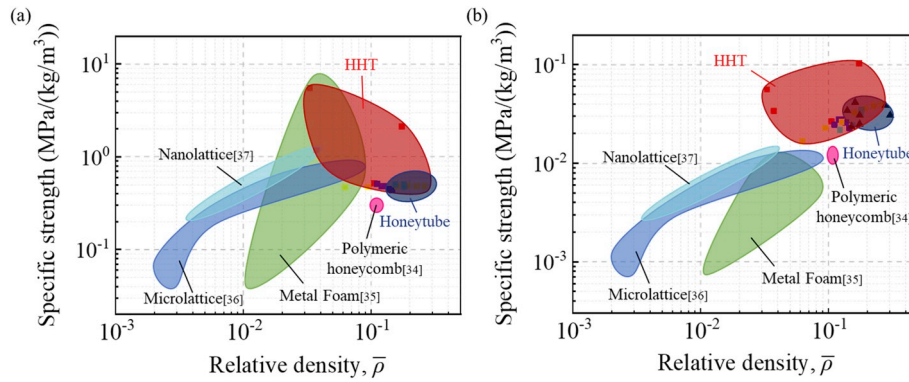 (a)
Specific strength (MPa/(kg/m³))
10¹
10⁰
10⁻¹
HHT
Nanolattice[37]
Honeytube
Polymeric
honeycomb[34]
Microlattice[36]
Metal Foam[35]
10⁻³
10⁻²
10⁻¹
Relative density, ρ̅
(b)
Specific strength (MPa/(kg/m³))
10⁻¹
10⁻²
10⁻³
HHT
Nanolattice[37]
Honeytube
Polymeric
honeycomb[34]
Microlattice[36]
Metal Foam[35]
10⁻³
10⁻²
10⁻¹
Relative density, ρ̅